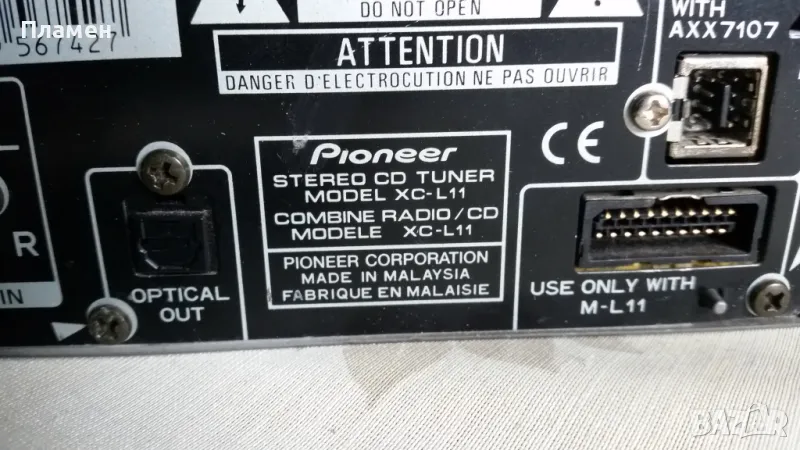 567427
Пламен
DO NOT OPEN
WITH
AXX7107
ATTENTION
DANGER D'ELECTROCUTION NE PAS OUVRIR
Pioneer
STEREO CD TUNER
MODEL XC-L11
COMBINE RADIO/CD
MODELE XC-L11
PIONEER CORPORATION
MADE IN MALAYSIA
FABRIQUE EN MALAISIE
CE
R
IN
OPTICAL
OUT
USE ONLY WITH
M-L11
BAZAR